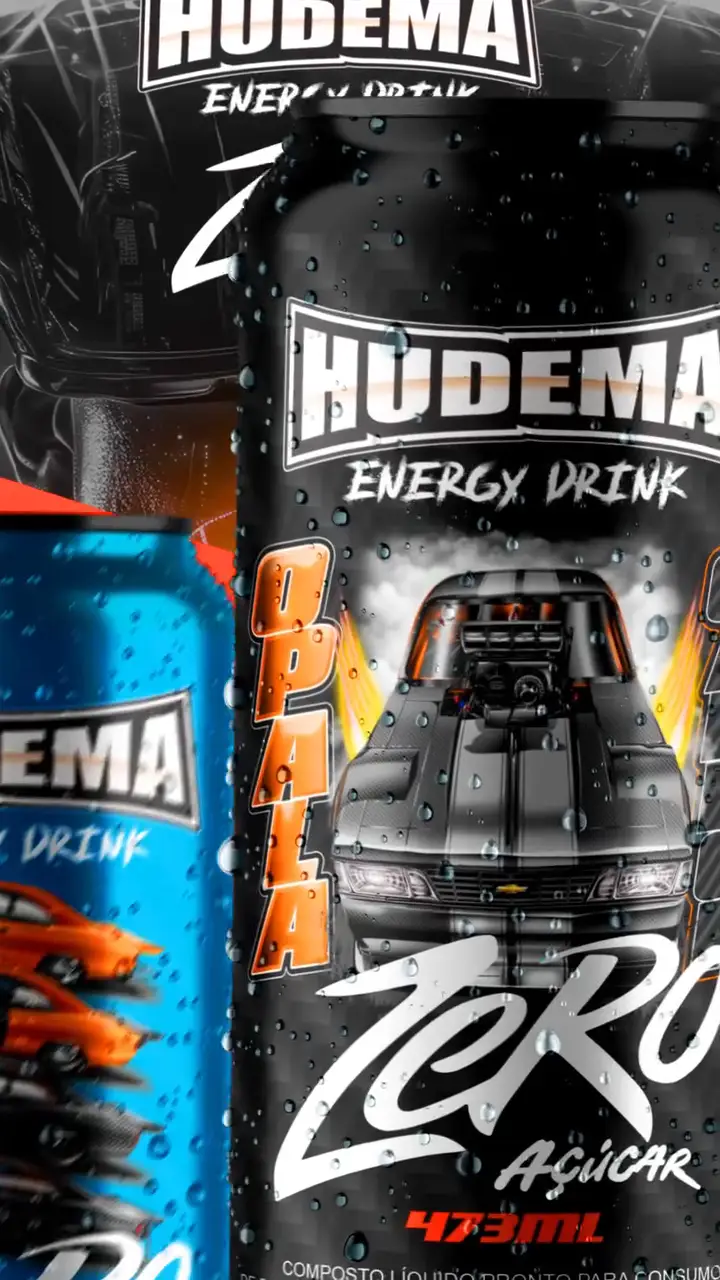 HUDEMA
ENERGY DRINK
HUDEMA
ENERGY DRINK
OPALA
EMA
DRINK
ZERO
AÇÚCAR
473ML
COMPOSTO LÍQUIDO PRONTO PARA CONSUMO